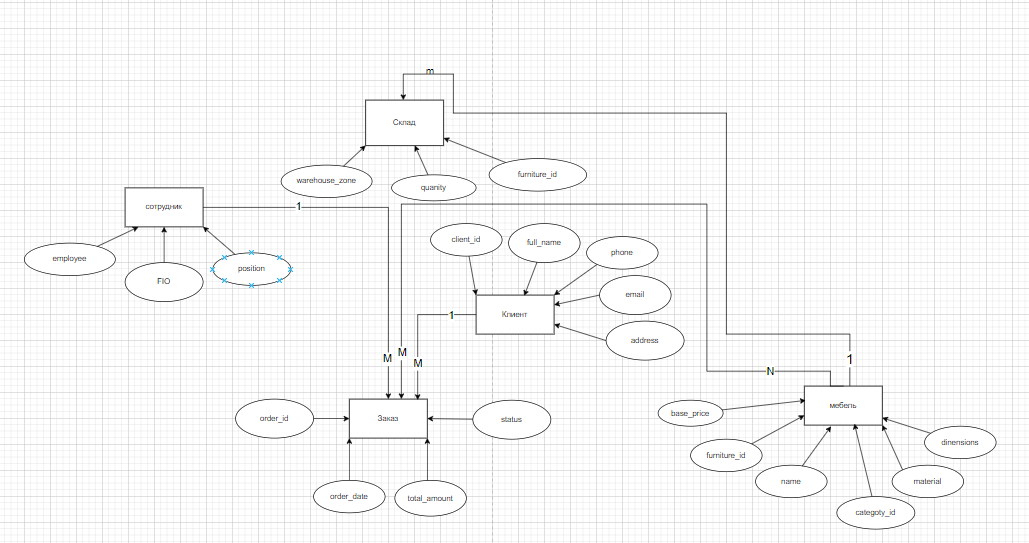 m
Склад
warehouse_zone
quanity
furniture_id
сотрудник
1
employee
FIO
position
client_id
full_name
phone
email
address
Клиент
1
M
M
M
N
1
order_id
Заказ
status
order_date
total_amount
мебель
base_price
furniture_id
name
categoty_id
material
dinensions